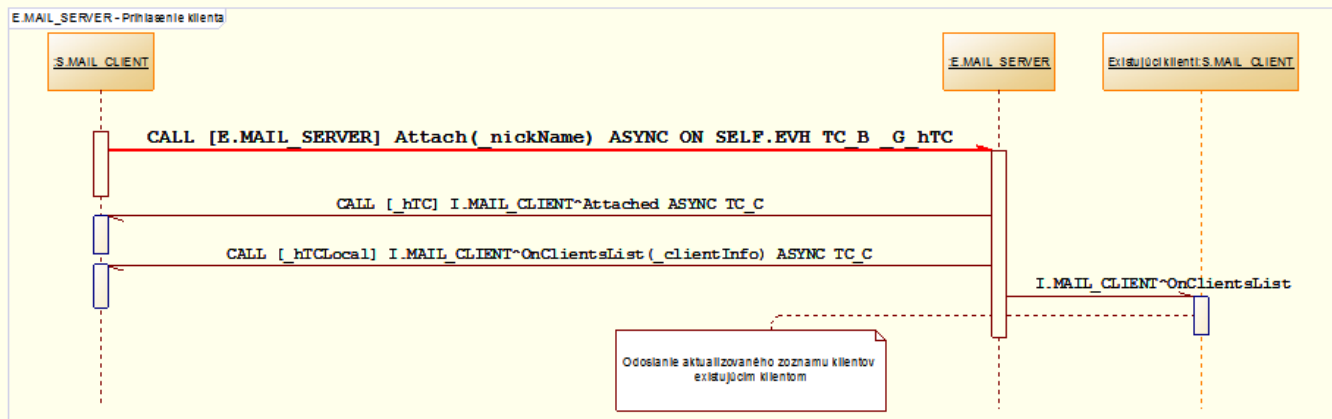 E.MAIL_SERVER - Prihlasenie klienta
:S.MAIL_CLIENT
:E.MAIL_SERVER
Existujúci klienti:S.MAIL_CLIENT
CALL [E.MAIL_SERVER] Attach(_nickName) ASYNC ON SELF.EVH TC_B _G_hTC
CALL [_hTC] I.MAIL_CLIENT^Attached ASYNC TC_C
CALL [_hTCLocal] I.MAIL_CLIENT^OnClientsList(_clientInfo) ASYNC TC_C
I.MAIL_CLIENT^OnClientsList
Odoslanie aktualizovaného zoznamu klientov
existujúcim klientom